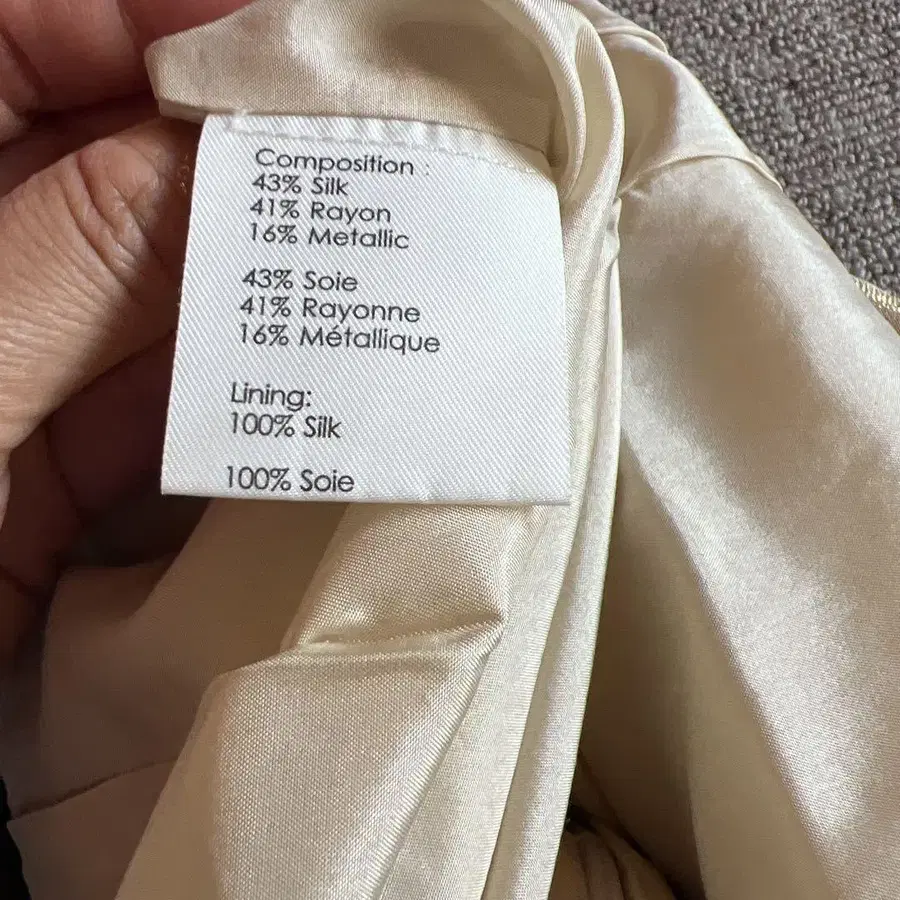 Composition :
43% Silk
41% Rayon
16% Metallic
43% Soie
41% Rayonne
16% Métallique
Lining:
100% Silk
100% Soie